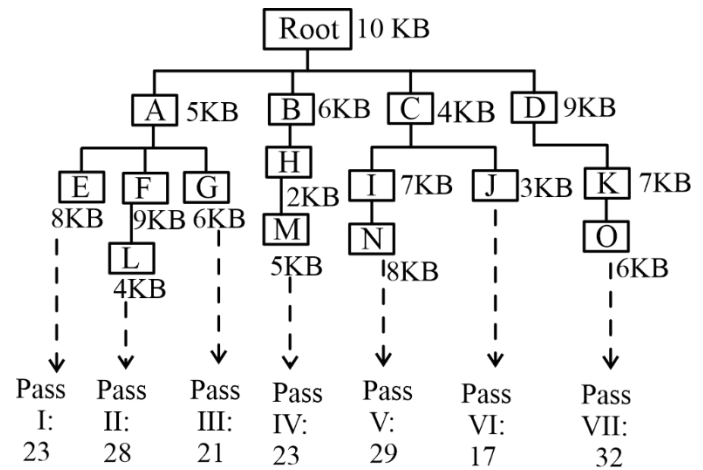 Root 10 KB
A 5KB B 6KB C 4KB D 9KB
H
E F G I 7KB J 3KB K 7KB
8KB 9KB 6KB 2KB
M N O
L 5KB 8KB 6KB
4KB
Pass Pass Pass Pass Pass Pass Pass
I: II: III: IV: V: VI: VII:
23 28 21 23 29 17 32